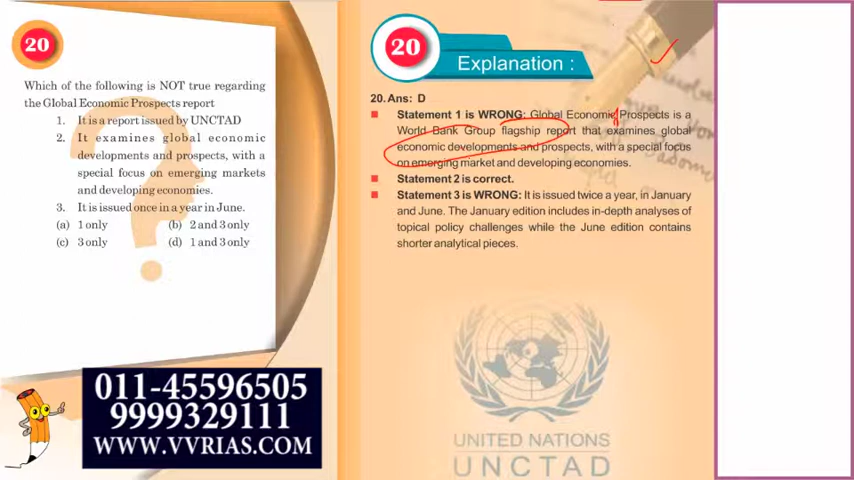 20
Which of the following is NOT true regarding
the Global Economic Prospects report
1. It is a report issued by UNCTAD
2. It examines global economic
developments and prospects, with a
special focus on emerging markets
and developing economies.
3. It is issued once in a year in June.
(a) 1 only (b) 2 and 3 only
(c) 3 only (d) 1 and 3 only
011-45596505
9999329111
WWW.VVRIAS.COM
20
Explanation :
20. Ans: D
Statement 1 is WRONG: Global Economic Prospects is a
World Bank Group flagship report that examines global
economic developments and prospects, with a special focus
on emerging market and developing economies.
Statement 2 is correct.
Statement 3 is WRONG: It is issued twice a year, in January
and June. The January edition includes in-depth analyses of
topical policy challenges while the June edition contains
shorter analytical pieces.
UNITED NATIONS
UNCTAD